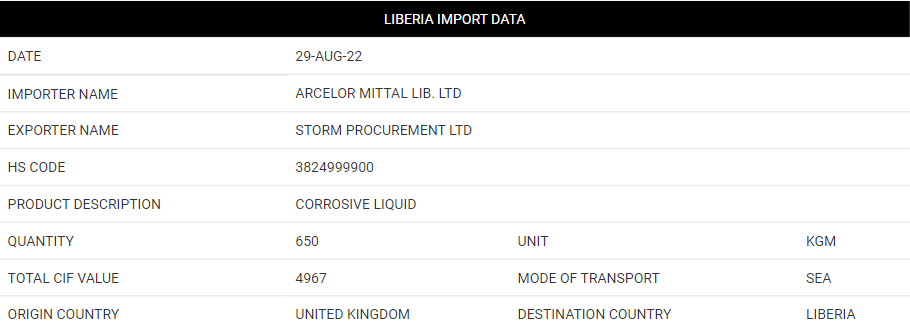 LIBERIA IMPORT DATA
DATE 29-AUG-22
IMPORTER NAME ARCELOR MITTAL LIB. LTD
EXPORTER NAME STORM PROCUREMENT LTD
HS CODE 3824999900
PRODUCT DESCRIPTION CORROSIVE LIQUID
QUANTITY 650 UNIT KGM
TOTAL CIF VALUE 4967 MODE OF TRANSPORT SEA
ORIGIN COUNTRY UNITED KINGDOM DESTINATION COUNTRY LIBERIA